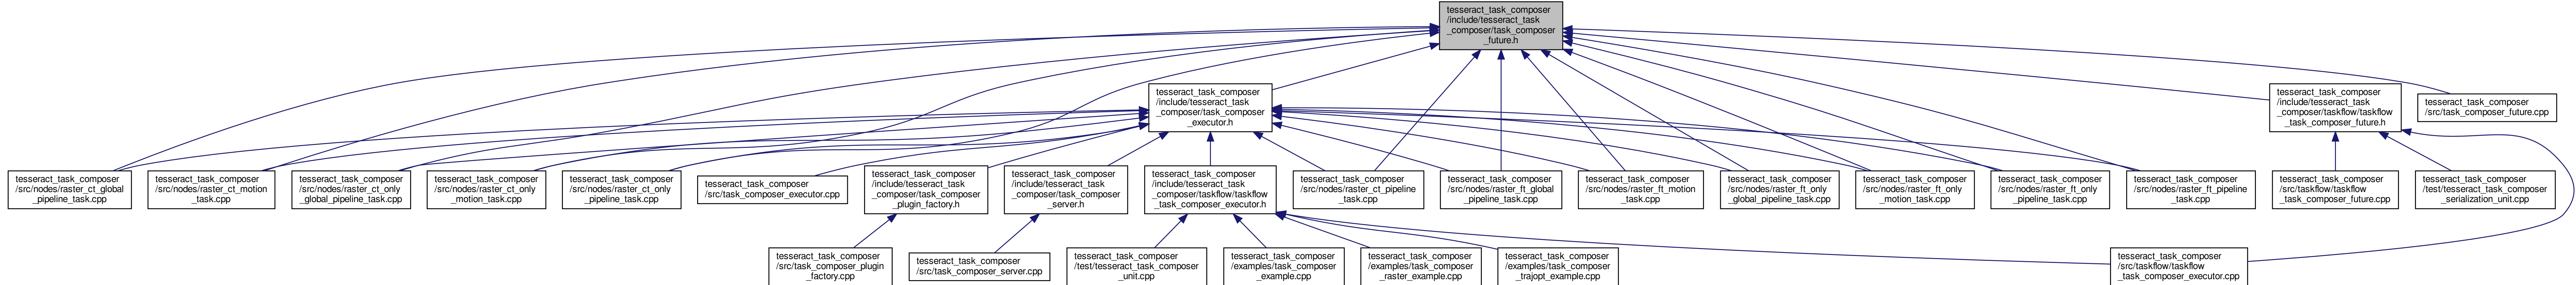 tesseract_task_composer
/include/tesseract_task
_composer/task_composer
_future.h
tesseract_task_composer
/include/tesseract_task
_composer/task_composer
_executor.h
tesseract_task_composer
/include/tesseract_task
_composer/taskflow/taskflow
_task_composer_future.h
tesseract_task_composer
/src/task_composer_future.cpp
tesseract_task_composer
/src/nodes/raster_ct_global
_pipeline_task.cpp
tesseract_task_composer
/src/nodes/raster_ct_motion
_task.cpp
tesseract_task_composer
/src/nodes/raster_ct_only
_global_pipeline_task.cpp
tesseract_task_composer
/src/nodes/raster_ct_only
_motion_task.cpp
tesseract_task_composer
/src/nodes/raster_ct_only
_pipeline_task.cpp
tesseract_task_composer
/src/task_composer_executor.cpp
tesseract_task_composer
/include/tesseract_task
_composer/task_composer
_plugin_factory.h
tesseract_task_composer
/include/tesseract_task
_composer/task_composer
_server.h
tesseract_task_composer
/include/tesseract_task
_composer/taskflow/taskflow
_task_composer_executor.h
tesseract_task_composer
/src/nodes/raster_ct_pipeline
_task.cpp
tesseract_task_composer
/src/nodes/raster_ft_global
_pipeline_task.cpp
tesseract_task_composer
/src/nodes/raster_ft_motion
_task.cpp
tesseract_task_composer
/src/nodes/raster_ft_only
_global_pipeline_task.cpp
tesseract_task_composer
/src/nodes/raster_ft_only
_motion_task.cpp
tesseract_task_composer
/src/nodes/raster_ft_only
_pipeline_task.cpp
tesseract_task_composer
/src/nodes/raster_ft_pipeline
_task.cpp
tesseract_task_composer
/src/taskflow/taskflow
_task_composer_future.cpp
tesseract_task_composer
/test/tesseract_task_composer
_serialization_unit.cpp
tesseract_task_composer
/src/task_composer_plugin
_factory.cpp
tesseract_task_composer
/src/task_composer_server.cpp
tesseract_task_composer
/test/tesseract_task_composer
_unit.cpp
tesseract_task_composer
/examples/task_composer
_example.cpp
tesseract_task_composer
/examples/task_composer
_raster_example.cpp
tesseract_task_composer
/examples/task_composer
_trajopt_example.cpp
tesseract_task_composer
/src/taskflow/taskflow
_task_composer_executor.cpp